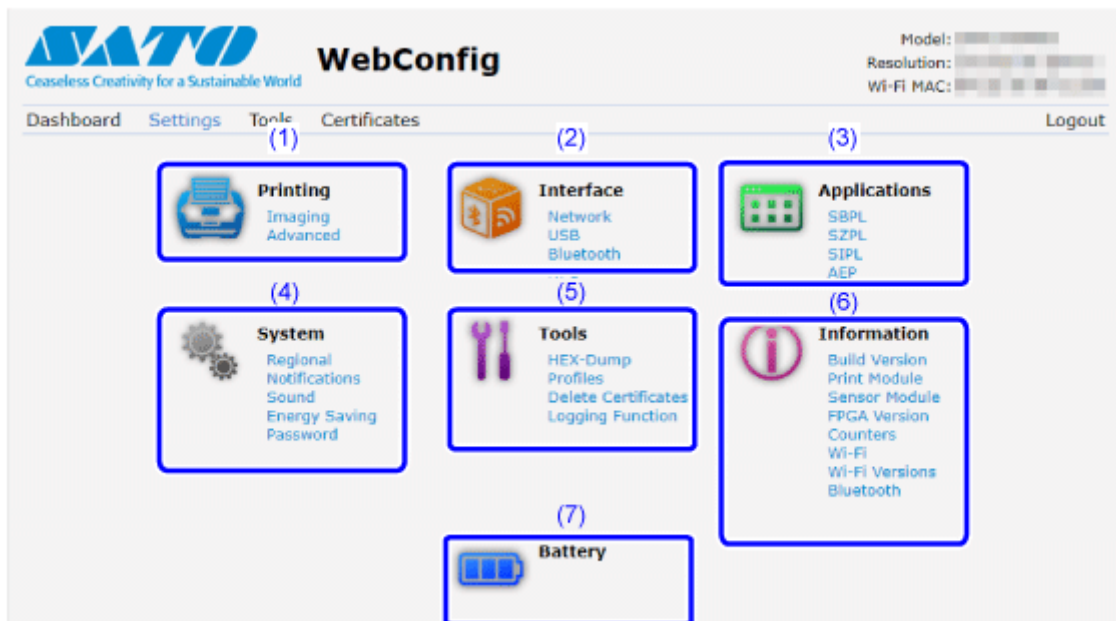 SATO
Ceaseless Creativity for a Sustainable World
WebConfig
Model:
Resolution:
Wi-Fi MAC:
Dashboard Settings Tools Certificates Logout
(1) (2) (3)
Printing
Imaging
Advanced
Interface
Network
USB
Bluetooth
Applications
SBPL
SZPL
SIPL
AEP
(4) (5) (6)
System
Regional
Notifications
Sound
Energy Saving
Password
Tools
HEX-Dump
Profiles
Delete Certificates
Logging Function
Information
Build Version
Print Module
Sensor Module
FPGA Version
Counters
Wi-Fi
Wi-Fi Versions
Bluetooth
(7)
Battery